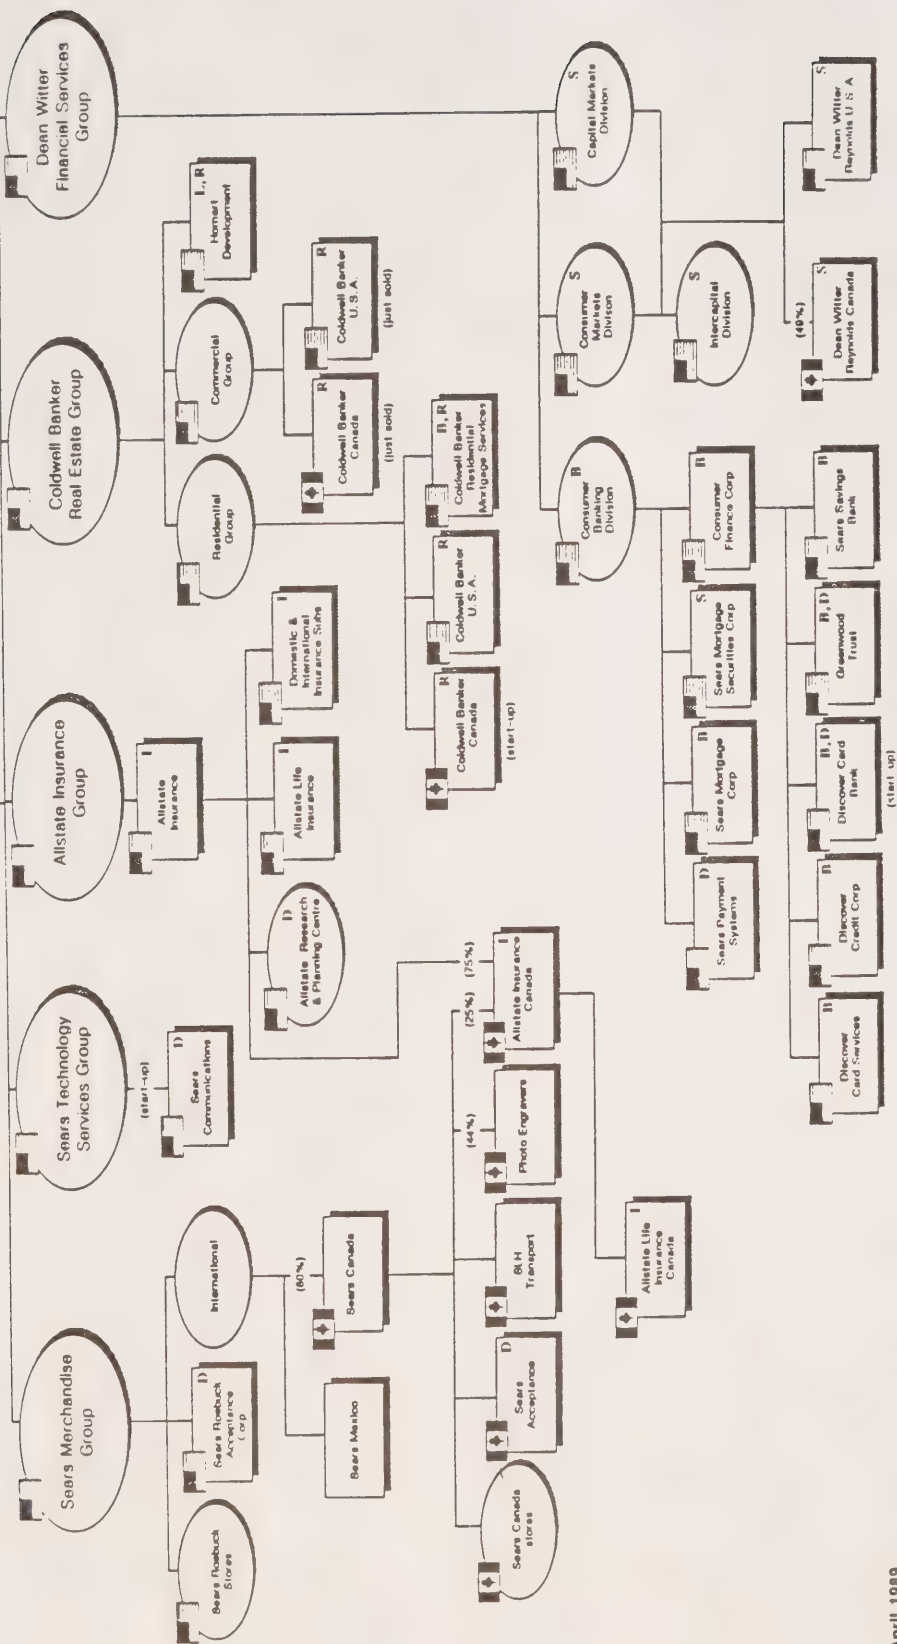 Sears Merchandise
Group
Sears Technology
Services Group
Allstate Insurance
Group
Coldwell Banker
Real Estate Group
Dean Witter
Financial Services
Group
Sears Roebuck
Stores
D
Sears Roebuck
Acceptance
Corp
International
(start-up)
D
Sears
Communications
I
Allstate
Insurance
Residential
Group
Commercial
Group
L, R
Homart
Development
Sears Mexico
(60%)
Sears Canada
D
Allstate Research
& Planning Centre
I
Allstate Life
Insurance
I
Domestic &
International
Insurance Subs
R
Coldwell Banker
Canada
(just sold)
R
Coldwell Banker
U.S.A.
(just sold)
R
Coldwell Banker
Canada
(start-up)
R
Coldwell Banker
U.S.A.
B, R
Coldwell Banker
Residential
Mortgage Services
Sears Canada
stores
D
Sears
Acceptance
SLH
Transport
(44%)
Photo Engravers
(25%)
(75%)
I
Allstate Insurance
Canada
I
Allstate Life
Insurance
Canada
B
Consumer
Banking
Division
S
Consumer
Markets
Divison
S
Capital Markets
Division
S
Intercapital
Division
D
Sears Payment
Systems
B
Sears Mortgage
Corp
S
Sears Mortgage
Securities Corp
B
Consumer
Finance Corp
(49%)
S
Dean Witter
Reynolds Canada
S
Dean Witter
Reynolds U S A
B
Discover
Card Services
B
Discover
Credit Corp
B, D
Discover Card
Bank
(start up)
B, D
Greenwood
Trust
B
Sears Savings
Bank
April 1989